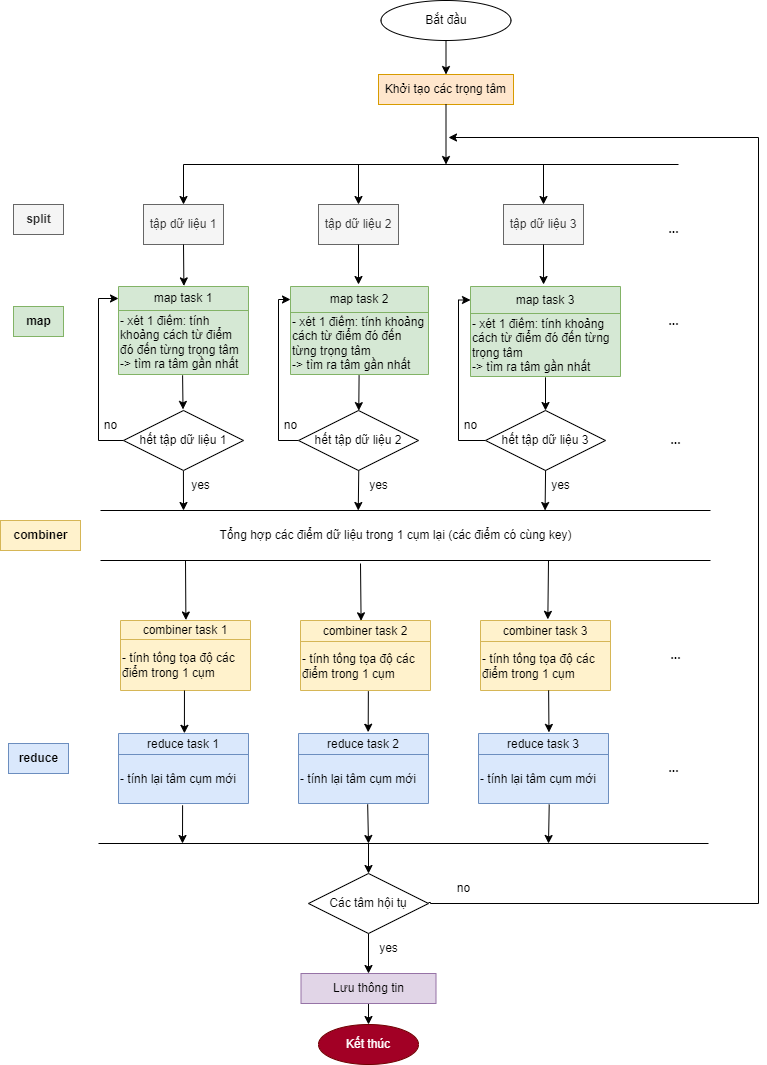 Bắt đầu
Khởi tạo các trọng tâm
split
tập dữ liệu 1
tập dữ liệu 2
tập dữ liệu 3
...
map
map task 1
- xét 1 điểm: tính
khoảng cách từ điểm
đó đến từng trọng tâm
-> tìm ra tâm gần nhất
map task 2
- xét 1 điểm: tính khoảng
cách từ điểm đó đến
từng trọng tâm
-> tìm ra tâm gần nhất
map task 3
- xét 1 điểm: tính khoảng
cách từ điểm đó đến từng
trọng tâm
-> tìm ra tâm gần nhất
...
no
hết tập dữ liệu 1
no
hết tập dữ liệu 2
no
hết tập dữ liệu 3
...
yes
yes
yes
combiner
Tổng hợp các điểm dữ liệu trong 1 cụm lại (các điểm có cùng key)
combiner task 1
- tính tổng tọa độ các
điểm trong 1 cụm
combiner task 2
- tính tổng tọa độ các
điểm trong 1 cụm
combiner task 3
- tính tổng tọa độ các
điểm trong 1 cụm
...
reduce
reduce task 1
- tính lại tâm cụm mới
reduce task 2
- tính lại tâm cụm mới
reduce task 3
- tính lại tâm cụm mới
...
Các tâm hội tụ
no
yes
Lưu thông tin
Kết thúc